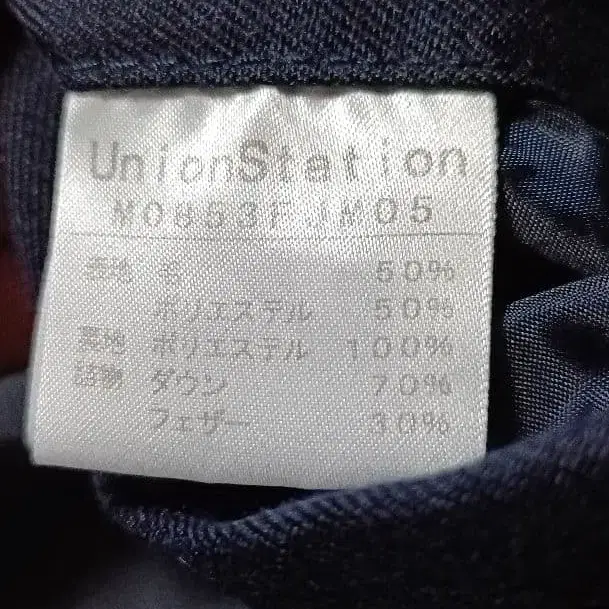 UnionStation
M0853FJM05
表地 毛 50%
ポリエステル 50%
裏地 ポリエステル 100%
詰物 ダウン 70%
フェザー 30%